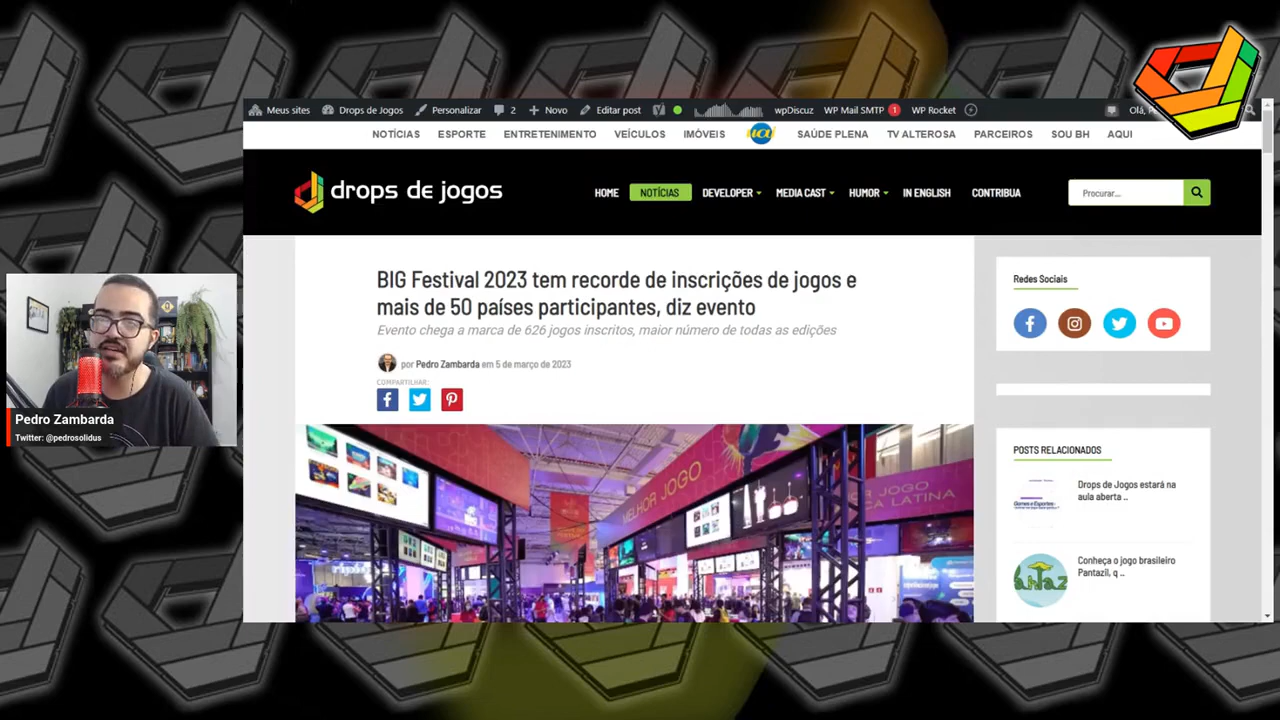 Meus sites Drops de Jogos Personalizar 2 Novo Editar post wpDiscuz WP Mail SMTP 1 WP Rocket
NOTÍCIAS ESPORTE ENTRETENIMENTO VEÍCULOS IMÓVEIS SAÚDE PLENA TV ALTEROSA PARCEIROS SOU BH AQUI
drops de jogos
HOME NOTÍCIAS DEVELOPER MEDIA CAST HUMOR IN ENGLISH CONTRIBUA
Procurar...
BIG Festival 2023 tem recorde de inscrições de jogos e
mais de 50 países participantes, diz evento
Evento chega a marca de 626 jogos inscritos, maior número de todas as edições
por Pedro Zambarda em 5 de março de 2023
COMPARTILHAR:
MELHOR JOGO
JOGO
LATINA
Redes Sociais
POSTS RELACIONADOS
Drops de Jogos estará na
aula aberta ..
Conheça o jogo brasileiro
Pantazil, q ..
Pedro Zambarda
Twitter: @pedrosolidus